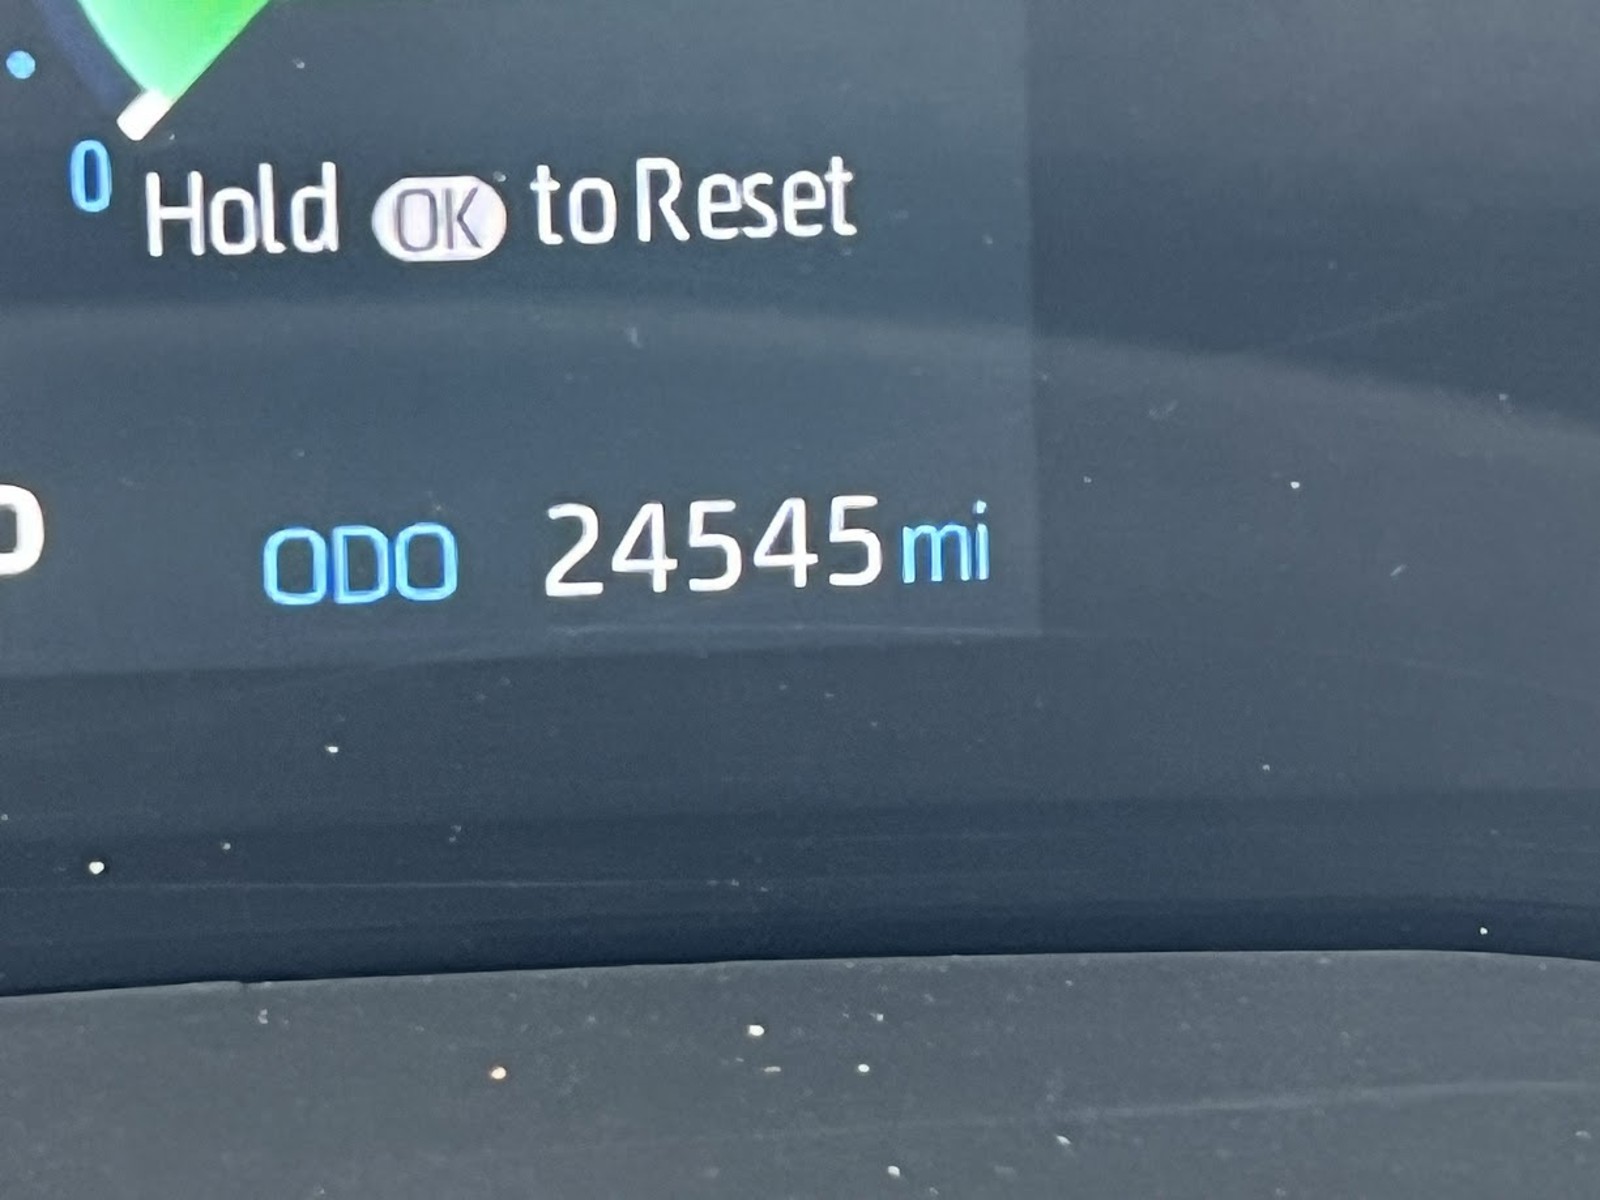 0
Hold OK to Reset
ODO 24545 mi